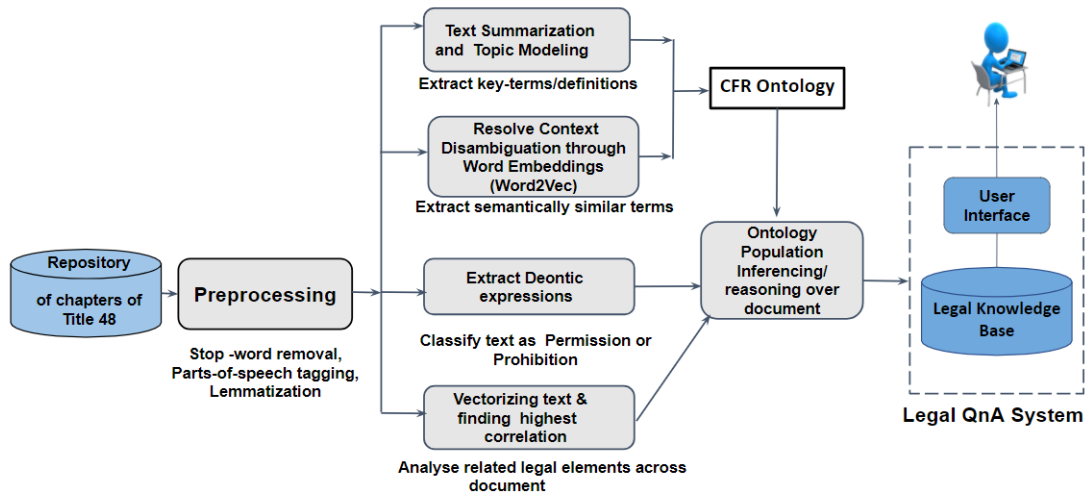 Repository
of chapters of
Title 48
Preprocessing
Stop -word removal,
Parts-of-speech tagging,
Lemmatization
Text Summarization
and Topic Modeling
Extract key-terms/definitions
Resolve Context
Disambiguation through
Word Embeddings
(Word2Vec)
Extract semantically similar terms
Extract Deontic
expressions
Classify text as Permission or
Prohibition
Vectorizing text &
finding highest
correlation
Analyse related legal elements across
document
CFR Ontology
Ontology
Population
Inferencing/
reasoning over
document
User
Interface
Legal Knowledge
Base
Legal QnA System